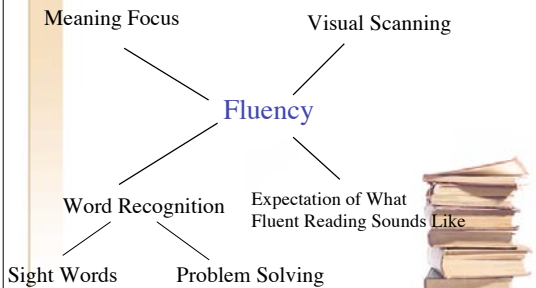 Meaning Focus
Visual Scanning
Fluency
Word Recognition
Expectation of What
Fluent Reading Sounds Like
Sight Words
Problem Solving